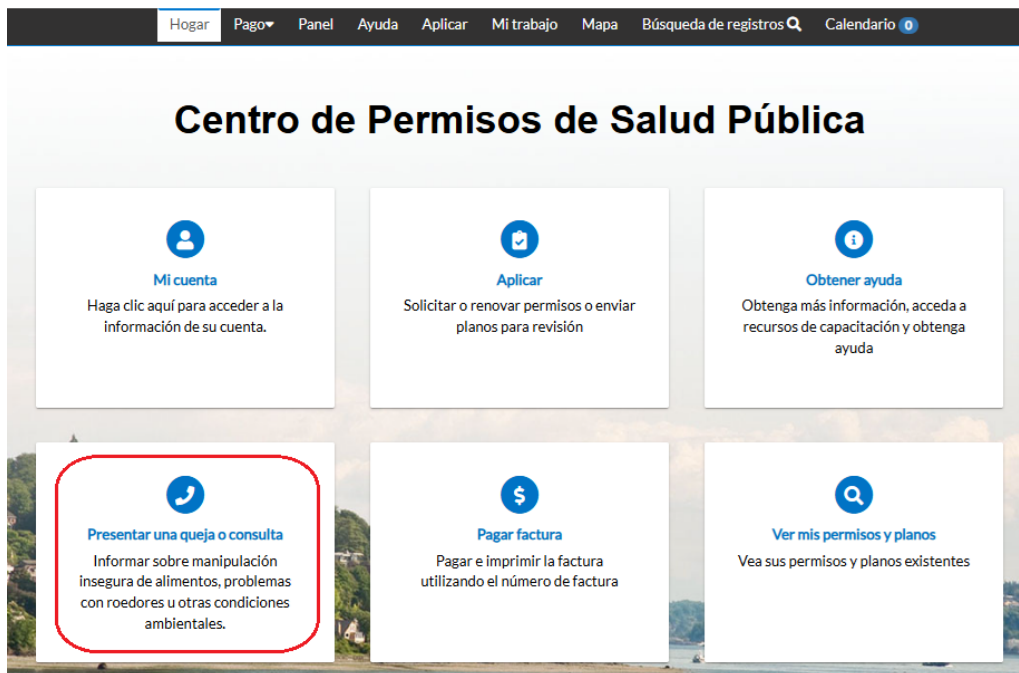 Hogar Pago Panel Ayuda Aplicar Mi trabajo Mapa Búsqueda de registros Calendario 0
Centro de Permisos de Salud Pública
Mi cuenta
Haga clic aquí para acceder a la
información de su cuenta.
Aplicar
Solicitar o renovar permisos o enviar
planos para revisión
Obtener ayuda
Obtenga más información, acceda a
recursos de capacitación y obtenga
ayuda
Presentar una queja o consulta
Informar sobre manipulación
insegura de alimentos, problemas
con roedores u otras condiciones
ambientales.
Pagar factura
Pagar e imprimir la factura
utilizando el número de factura
Ver mis permisos y planos
Vea sus permisos y planos existentes